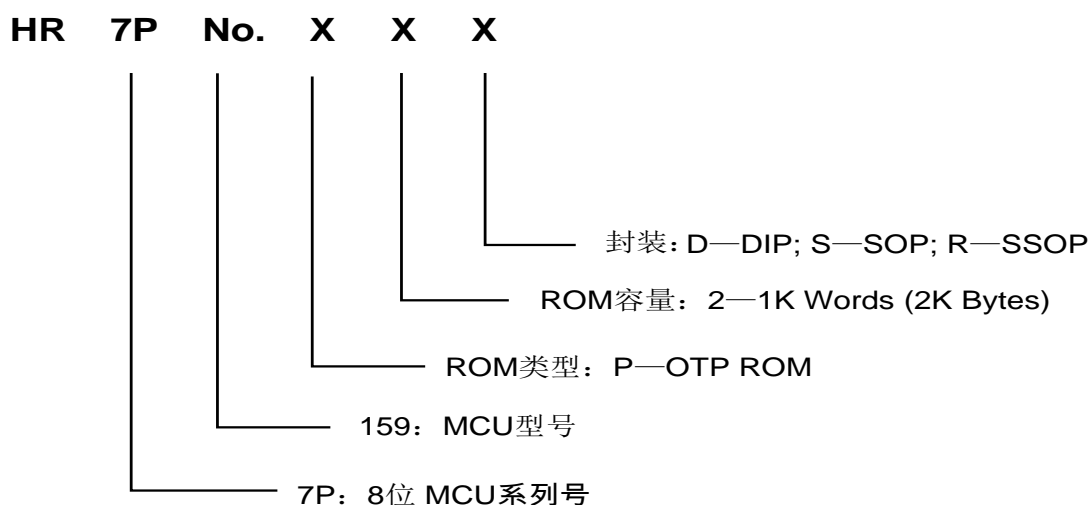 HR 7P No. X X X
封装：D—DIP; S—SOP; R—SSOP
ROM容量：2—1K Words (2K Bytes)
ROM类型：P—OTP ROM
159：MCU型号
7P：8位 MCU系列号